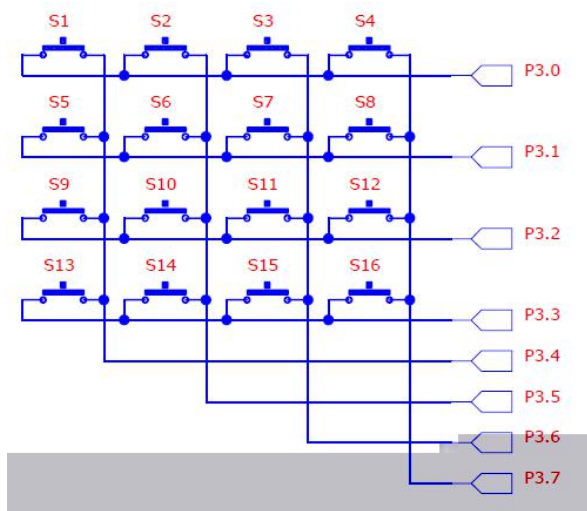 S1 S2 S3 S4
P3.0
S5 S6 S7 S8
P3.1
S9 S10 S11 S12
P3.2
S13 S14 S15 S16
P3.3
P3.4
P3.5
P3.6
P3.7